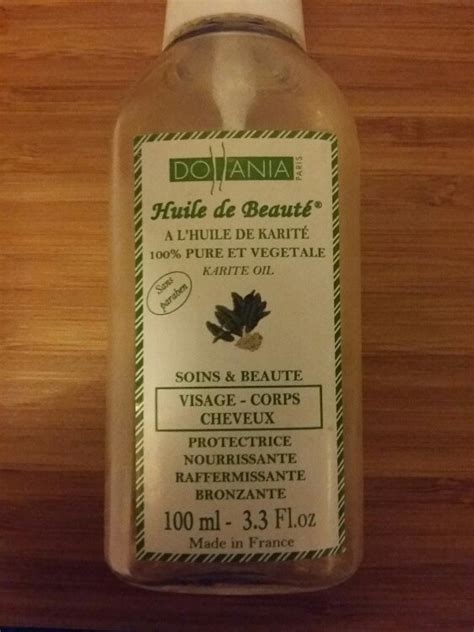 DOLLANIA
PARIS
Huile de Beauté®
A L'HUILE DE KARITÉ
100% PURE ET VEGETALE
KARITE OIL
Sans
paraben
SOINS & BEAUTE
VISAGE - CORPS
CHEVEUX
PROTECTRICE
NOURRISSANTE
RAFFERMISSANTE
BRONZANTE
100 ml - 3.3 Fl.oz
Made in France